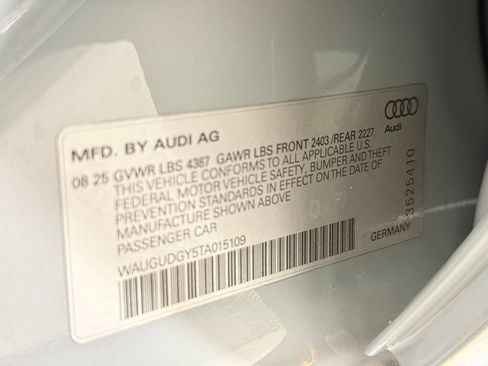 MFD. BY AUDI AG
Audi
08 25 GVWR LBS 4387 GAWR LBS FRONT 2403 /REAR 2227
THIS VEHICLE CONFORMS TO ALL APPLICABLE U.S.
FEDERAL MOTOR VEHICLE SAFETY, BUMPER AND THEFT
PREVENTION STANDARDS IN EFFECT ON THE DATE OF
MANUFACTURE SHOWN ABOVE
PASSENGER CAR
WAUGUDGY5TA015109
GERMANY
3525410